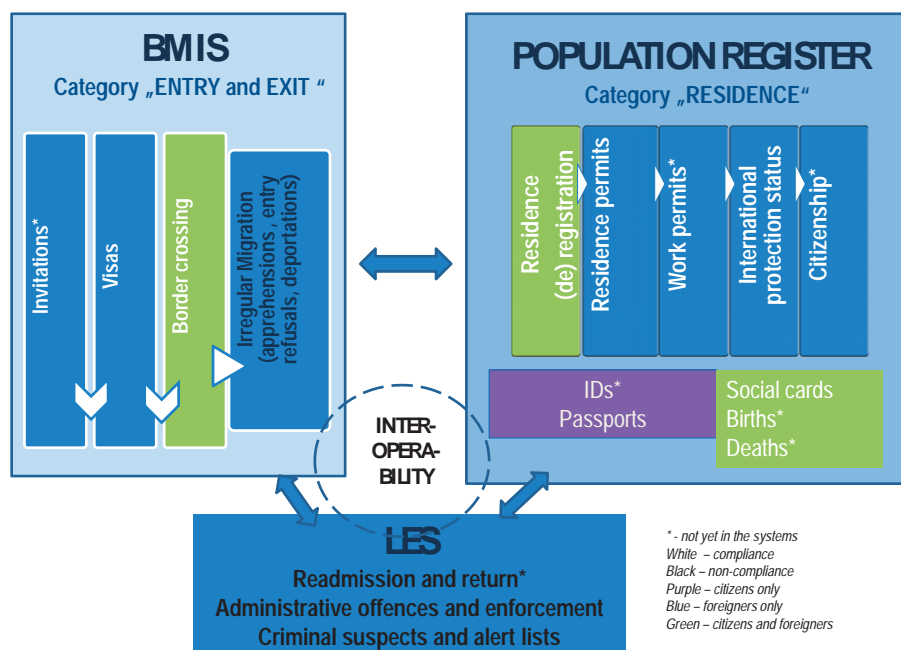 BMIS
Category „ENTRY and EXIT “
Invitations*
Visas
Border crossing
Irregular Migration
(apprehensions , entry
refusals, deportations)
POPULATION REGISTER
Category „RESIDENCE“
Residence
(de) registration
Residence permits
Work permits*
International
protection status
Citizenship*
IDs*
Passports
Social cards
Births*
Deaths*
INTER-
OPERA-
BILITY
LES
Readmission and return*
Administrative offences and enforcement
Criminal suspects and alert lists
* - not yet in the systems
White – compliance
Black – non-compliance
Purple – citizens only
Blue – foreigners only
Green – citizens and foreigners